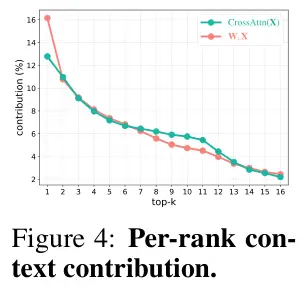 16
14
12
10
8
6
4
2
contribution (%)
CrossAttn(X)
W. X
1 2 3 4 5 6 7 8 9 10 11 12 13 14 15 16
top-k
Figure 4: Per-rank con-
text contribution.